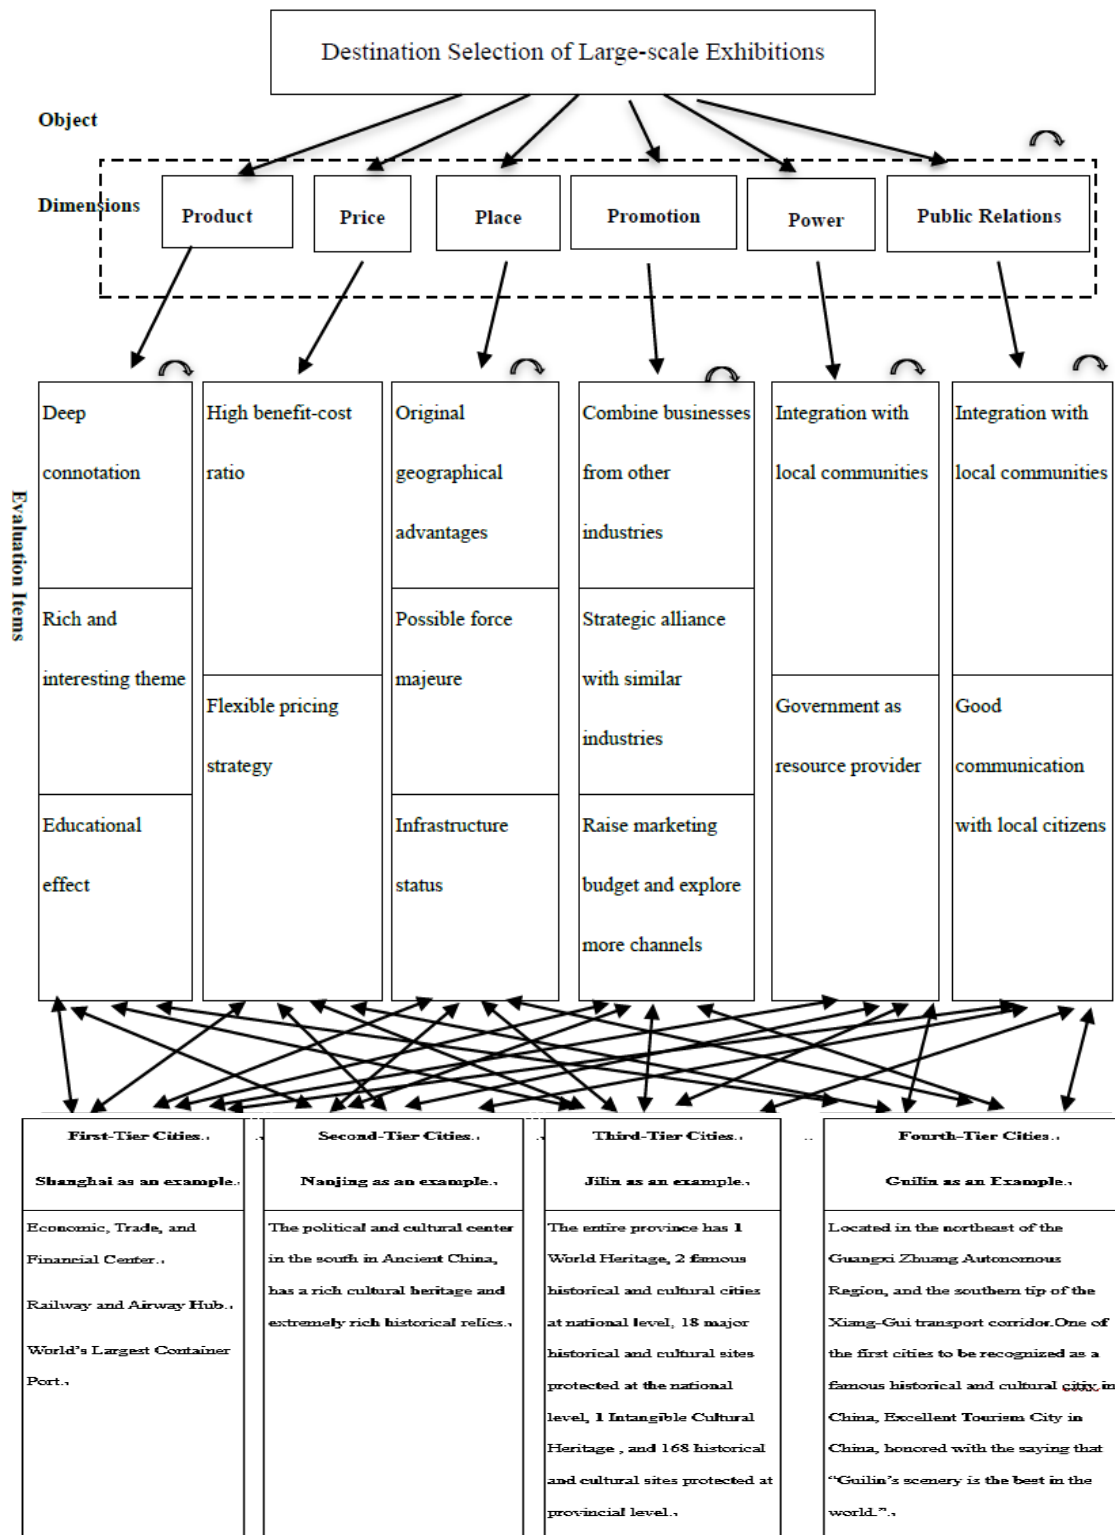 Destination Selection of Large-scale Exhibitions
Object
Dimensions
Product
Price
Place
Promotion
Power
Public Relations
Evaluation Items
Deep
connotation
Rich and
interesting theme
Educational
effect
High benefit-cost
ratio
Flexible pricing
strategy
Original
geographical
advantages
Possible force
majeure
Infrastructure
status
Combine businesses
from other
industries
Strategic alliance
with similar
industries
Raise marketing
budget and explore
more channels
Integration with
local communities
Government as
resource provider
Integration with
local communities
Good
communication
with local citizens
First-Tier Cities.
Shanghai as an example.
Economic, Trade, and
Financial Center.
Railway and Airway Hub.
World's Largest Container
Port.
Second-Tier Cities.
Nanjing as an example.
The political and cultural center
in the south in Ancient China,
has a rich cultural heritage and
extremely rich historical relics.
Third-Tier Cities.
Jilin as an example.
The entire province has 1
World Heritage, 2 famous
historical and cultural cities
at national level, 18 major
historical and cultural sites
protected at the national
level, 1 Intangible Cultural
Heritage , and 168 historical
and cultural sites protected at
provincial level.
Fourth-Tier Cities.
Guilin as an Example.
Located in the northeast of the
Guangxi Zhuang Autonomous
Region, and the southern tip of the
Xiang-Gui transport corridor.One of
the first cities to be recognized as a
famous historical and cultural citiy in
China, Excellent Tourism City in
China, honored with the saying that
"Guilin's scenery is the best in the
world.".